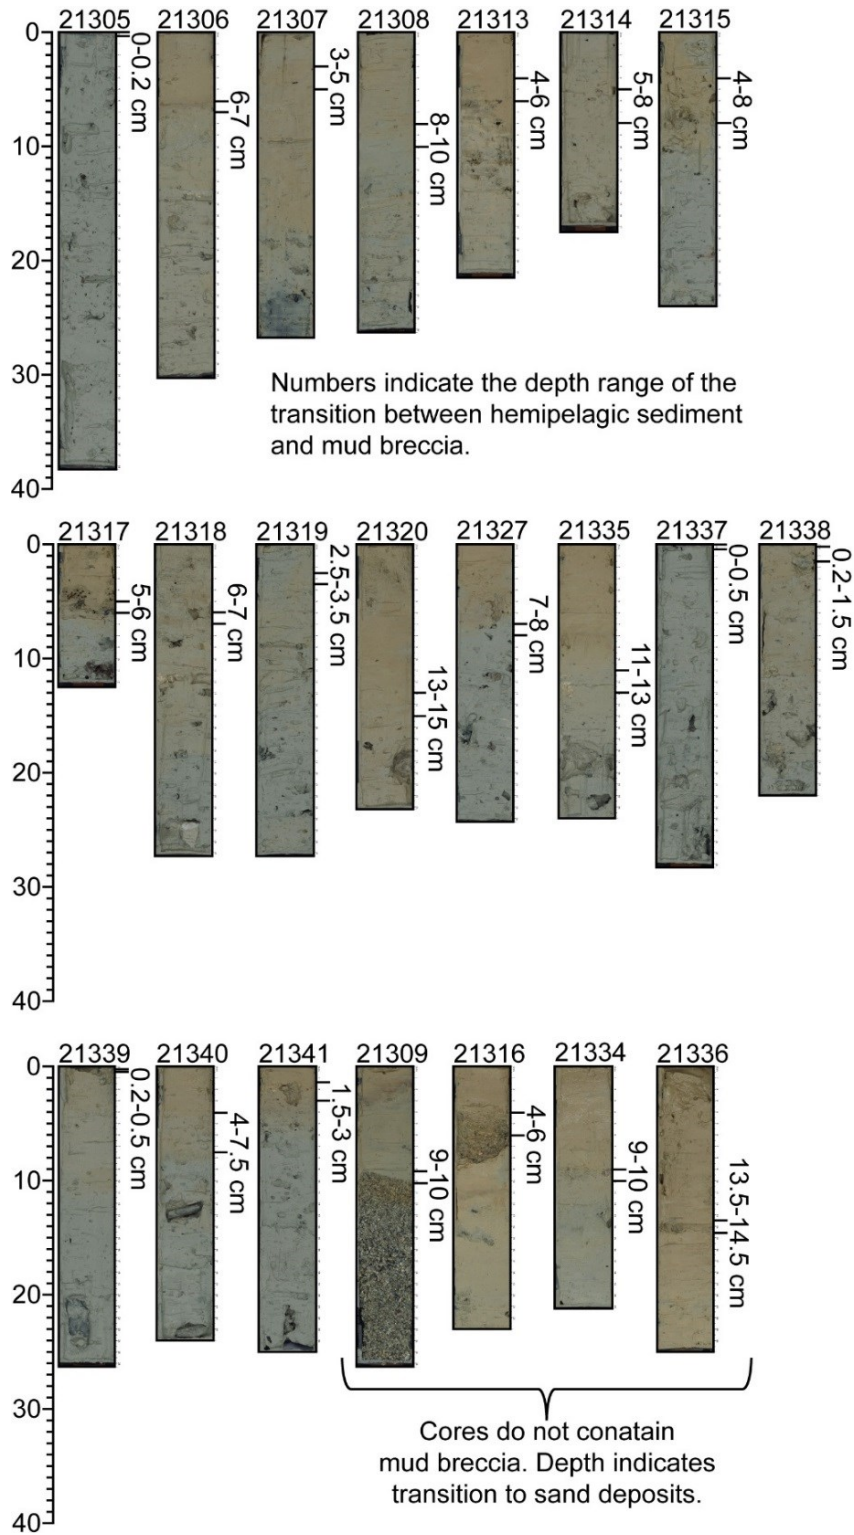 21305 21306 21307 21308 21313 21314 21315
0
10
20
30
40
0-0.2 cm
6-7 cm
3-5 cm
8-10 cm
4-6 cm
5-8 cm
4-8 cm
Numbers indicate the depth range of the
transition between hemipelagic sediment
and mud breccia.
21317 21318 21319 21320 21327 21335 21337 21338
0
10
20
30
40
5-6 cm
6-7 cm
2.5-3.5 cm
13-15 cm
7-8 cm
11-13 cm
0-0.5 cm
0.2-1.5 cm
21339 21340 21341 21309 21316 21334 21336
0
10
20
30
40
0.2-0.5 cm
4-7.5 cm
1.5-3 cm
9-10 cm
4-6 cm
9-10 cm
13.5-14.5 cm
Cores do not conatain
mud breccia. Depth indicates
transition to sand deposits.